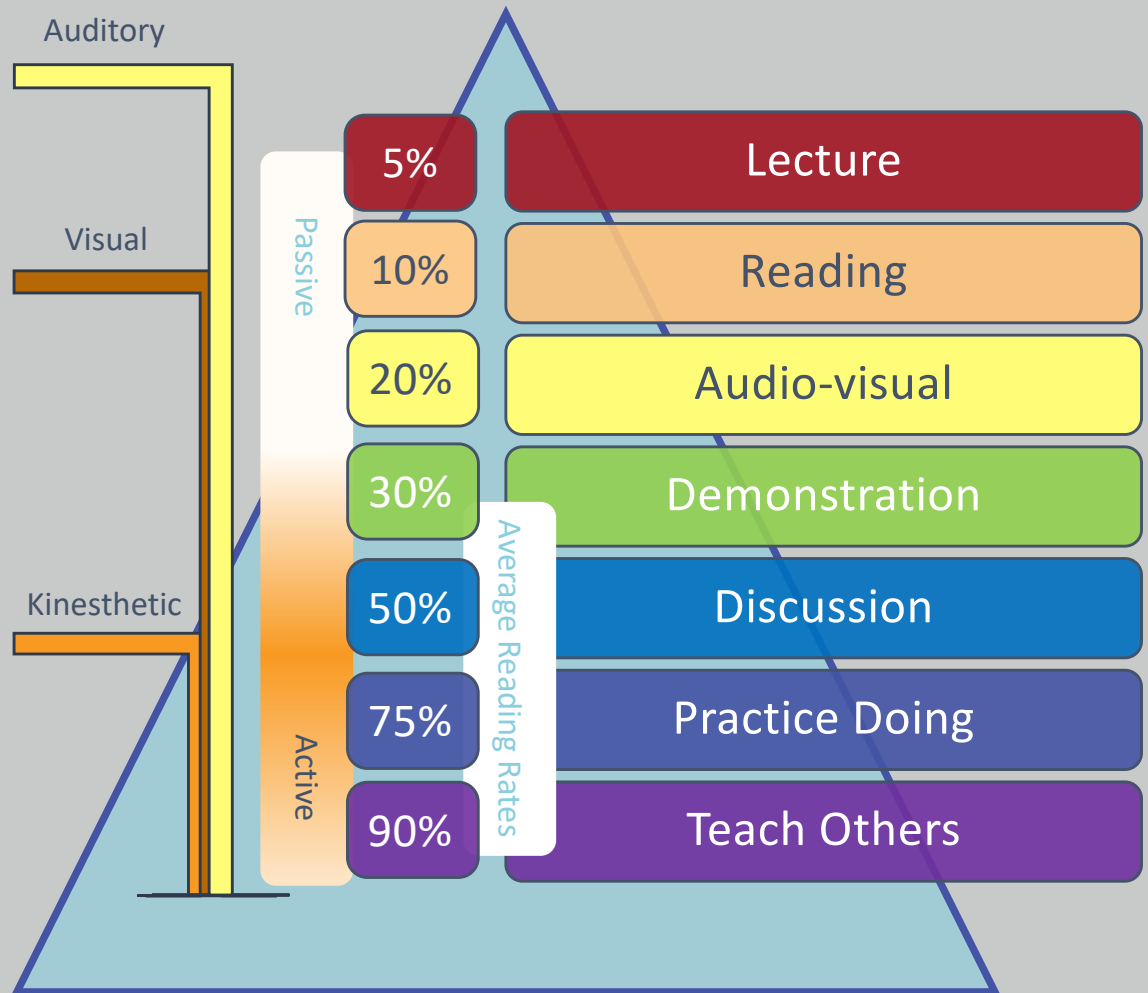 Auditory
Visual
Kinesthetic
Passive
Active
5%
Lecture
10%
Reading
20%
Audio-visual
30%
Demonstration
50%
Discussion
75%
Practice Doing
90%
Teach Others
Average Reading Rates